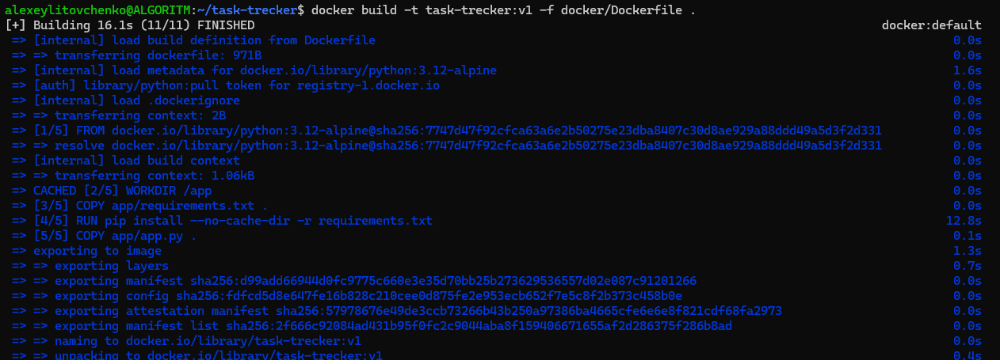 alexeylitovchenko@ALGORITM:~/task-trecker$ docker build -t task-trecker:v1 -f docker/Dockerfile .
[+] Building 16.1s (11/11) FINISHED docker:default
=> [internal] load build definition from Dockerfile 0.0s
=> => transferring dockerfile: 971B 0.0s
=> [internal] load metadata for docker.io/library/python:3.12-alpine 1.6s
=> [auth] library/python:pull token for registry-1.docker.io 0.0s
=> [internal] load .dockerignore 0.0s
=> => transferring context: 2B 0.0s
=> [1/5] FROM docker.io/library/python:3.12-alpine@sha256:7747d47f92cfca63a6e2b50275e23dba8407c30d8ae929a88ddd49a5d3f2d331 0.0s
=> => resolve docker.io/library/python:3.12-alpine@sha256:7747d47f92cfca63a6e2b50275e23dba8407c30d8ae929a88ddd49a5d3f2d331 0.0s
=> [internal] load build context 0.0s
=> => transferring context: 1.06kB 0.0s
=> CACHED [2/5] WORKDIR /app 0.0s
=> [3/5] COPY app/requirements.txt . 0.0s
=> [4/5] RUN pip install --no-cache-dir -r requirements.txt 12.8s
=> [5/5] COPY app/app.py . 0.1s
=> exporting to image 1.3s
=> => exporting layers 0.7s
=> => exporting manifest sha256:d99add66944d0fc9775c660e3e35d70bb25b273629536557d02e087c91201266 0.0s
=> => exporting config sha256:fdfcd5d8e647fe16b828c210cee0d875fe2e953ecb652f7e5c8f2b373c458b0e 0.0s
=> => exporting attestation manifest sha256:57978676e49de3ccb73266b43b250a97386ba4665cfe6e6e8f821cdf68fa2973 0.0s
=> => exporting manifest list sha256:2f666c92084ad431b95f0fc2c9044aba8f159406671655af2d286375f286b8ad 0.0s
=> => naming to docker.io/library/task-trecker:v1 0.0s
=> => unpacking to docker.io/library/task-trecker:v1 0.4s